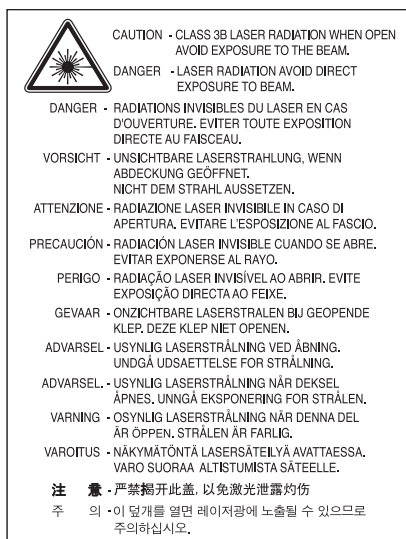 CAUTION - CLASS 3B LASER RADIATION WHEN OPEN
AVOID EXPOSURE TO THE BEAM.
DANGER - LASER RADIATION AVOID DIRECT
EXPOSURE TO BEAM.
DANGER - RADIATIONS INVISIBLES DU LASER EN CAS
D'OUVERTURE. EVITER TOUTE EXPOSITION
DIRECTE AU FAISCEAU.
VORSICHT - UNSICHTBARE LASERSTRAHLUNG, WENN
ABDECKUNG GEÖFFNET.
NICHT DEM STRAHL AUSSETZEN.
ATTENZIONE - RADIAZIONE LASER INVISIBILE IN CASO DI
APERTURA. EVITARE L'ESPOSIZIONE AL FASCIO.
PRECAUCIÓN - RADIACIÓN LASER INVISIBLE CUANDO SE ABRE.
EVITAR EXPONERSE AL RAYO.
PERIGO - RADIAÇÃO LASER INVISÍVEL AO ABRIR. EVITE
EXPOSIÇÃO DIRECTA AO FEIXE.
GEVAAR - ONZICHTBARE LASERSTRALEN BIJ GEOPENDE
KLEP. DEZE KLEP NIET OPENEN.
ADVARSEL - USYNLIG LASERSTRÅLNING VED ÅBNING.
UNDGÅ UDSAETTELSE FOR STRÅLNING.
ADVARSEL. - USYNLIG LASERSTRÅLNING NÅR DEKSEL
ÅPNES. UNNGÅ EKSPONERING FOR STRÅLEN.
VARNING - OSYNLIG LASERSTRÅLNING NÄR DENNA DEL
ÄR ÖPPEN. STRÅLEN ÄR FARLIG.
VAROITUS - NÄKYMÄTÖNTÄ LASERSÄTEILYÄ AVATTAESSA.
VARO SUORAA ALTISTUMISTA SÄTEELLE.
注 意 - 严禁揭开此盖, 以免激光泄露灼伤
주 의 - 이 덮개를 열면 레이저광에 노출될 수 있으므로
주의하십시오.